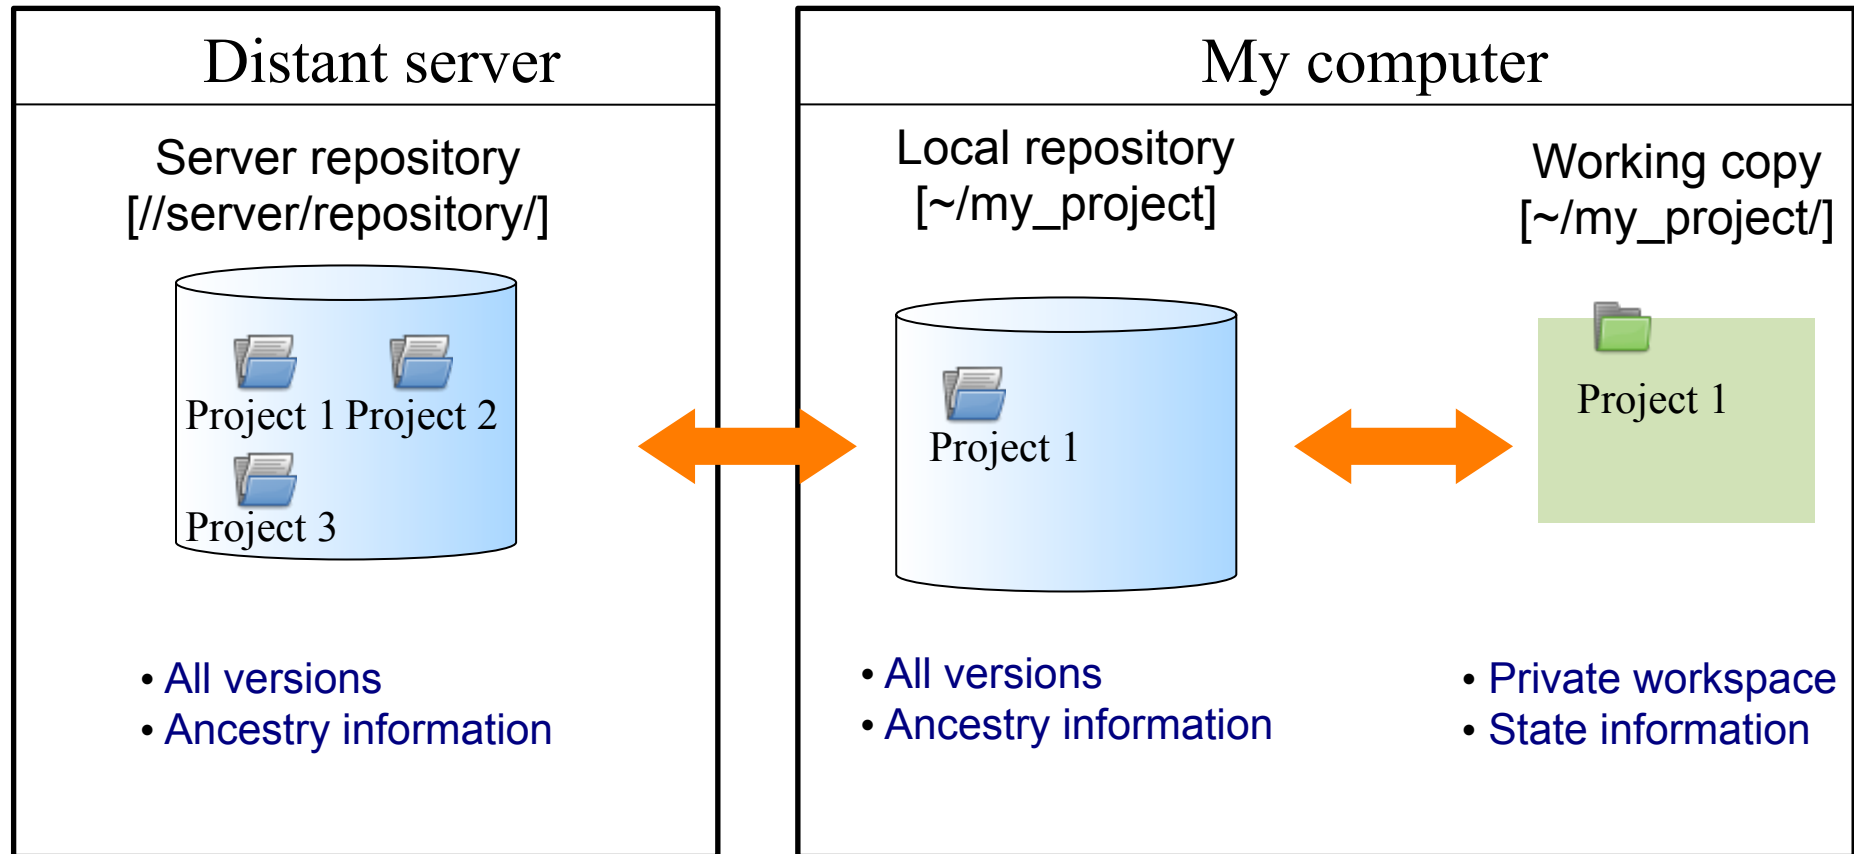 Distant server
Server repository
[//server/repository/]
Project 1 Project 2
Project 3
• All versions
• Ancestry information
My computer
Local repository
[~/my_project]
Project 1
• All versions
• Ancestry information
Working copy
[~/my_project/]
Project 1
• Private workspace
• State information